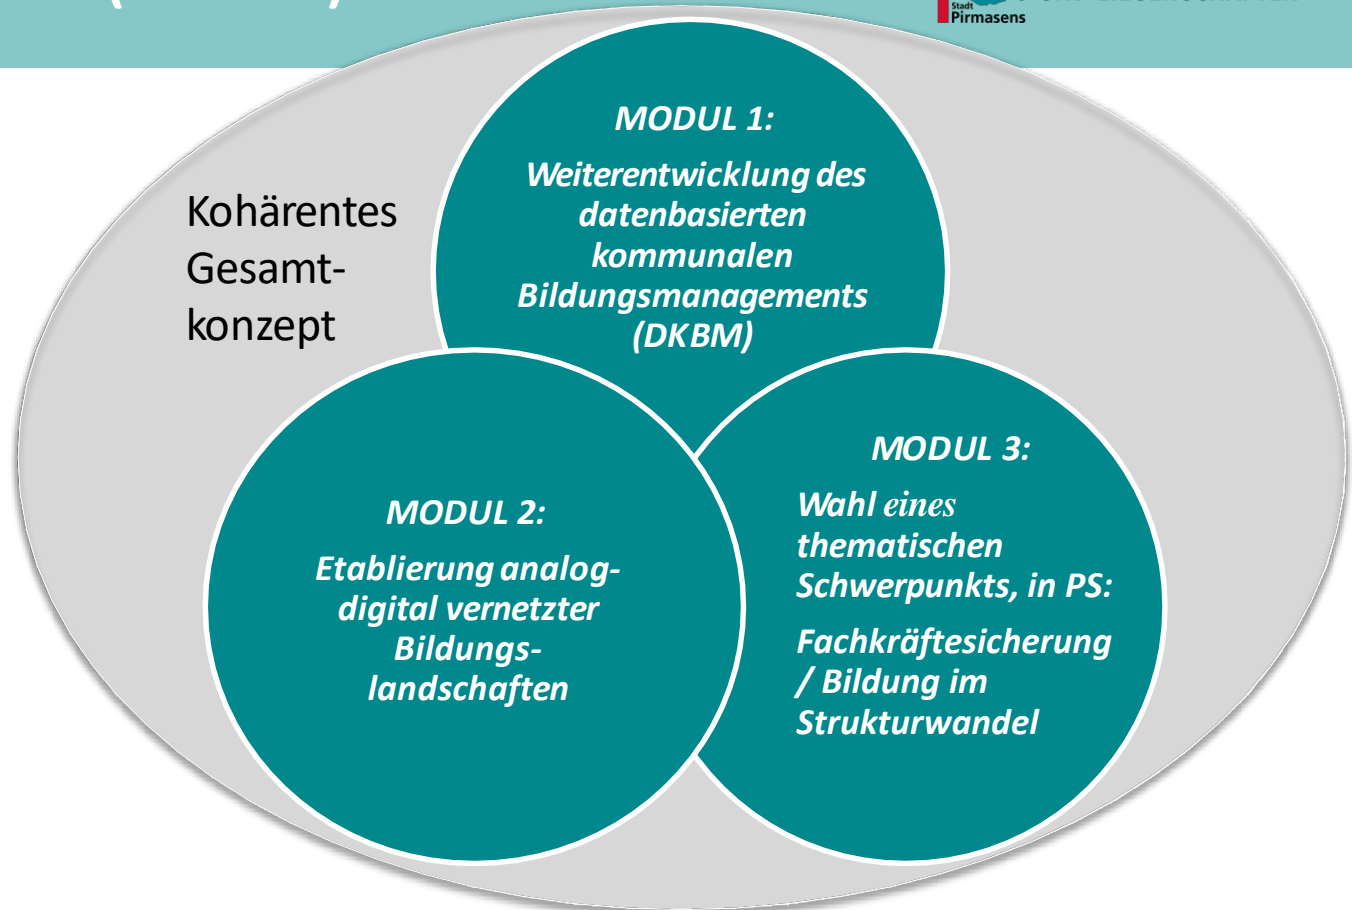 Stadt
Pirmasens
MODUL 1:
Weiterentwicklung des
datenbasierten
kommunalen
Bildungsmanagements
(DKBM)
Kohärentes
Gesamt-
konzept
MODUL 2:
Etablierung analog-
digital vernetzter
Bildungs-
landschaften
MODUL 3:
Wahl eines
thematischen
Schwerpunkts, in PS:
Fachkräftesicherung
/ Bildung im
Strukturwandel